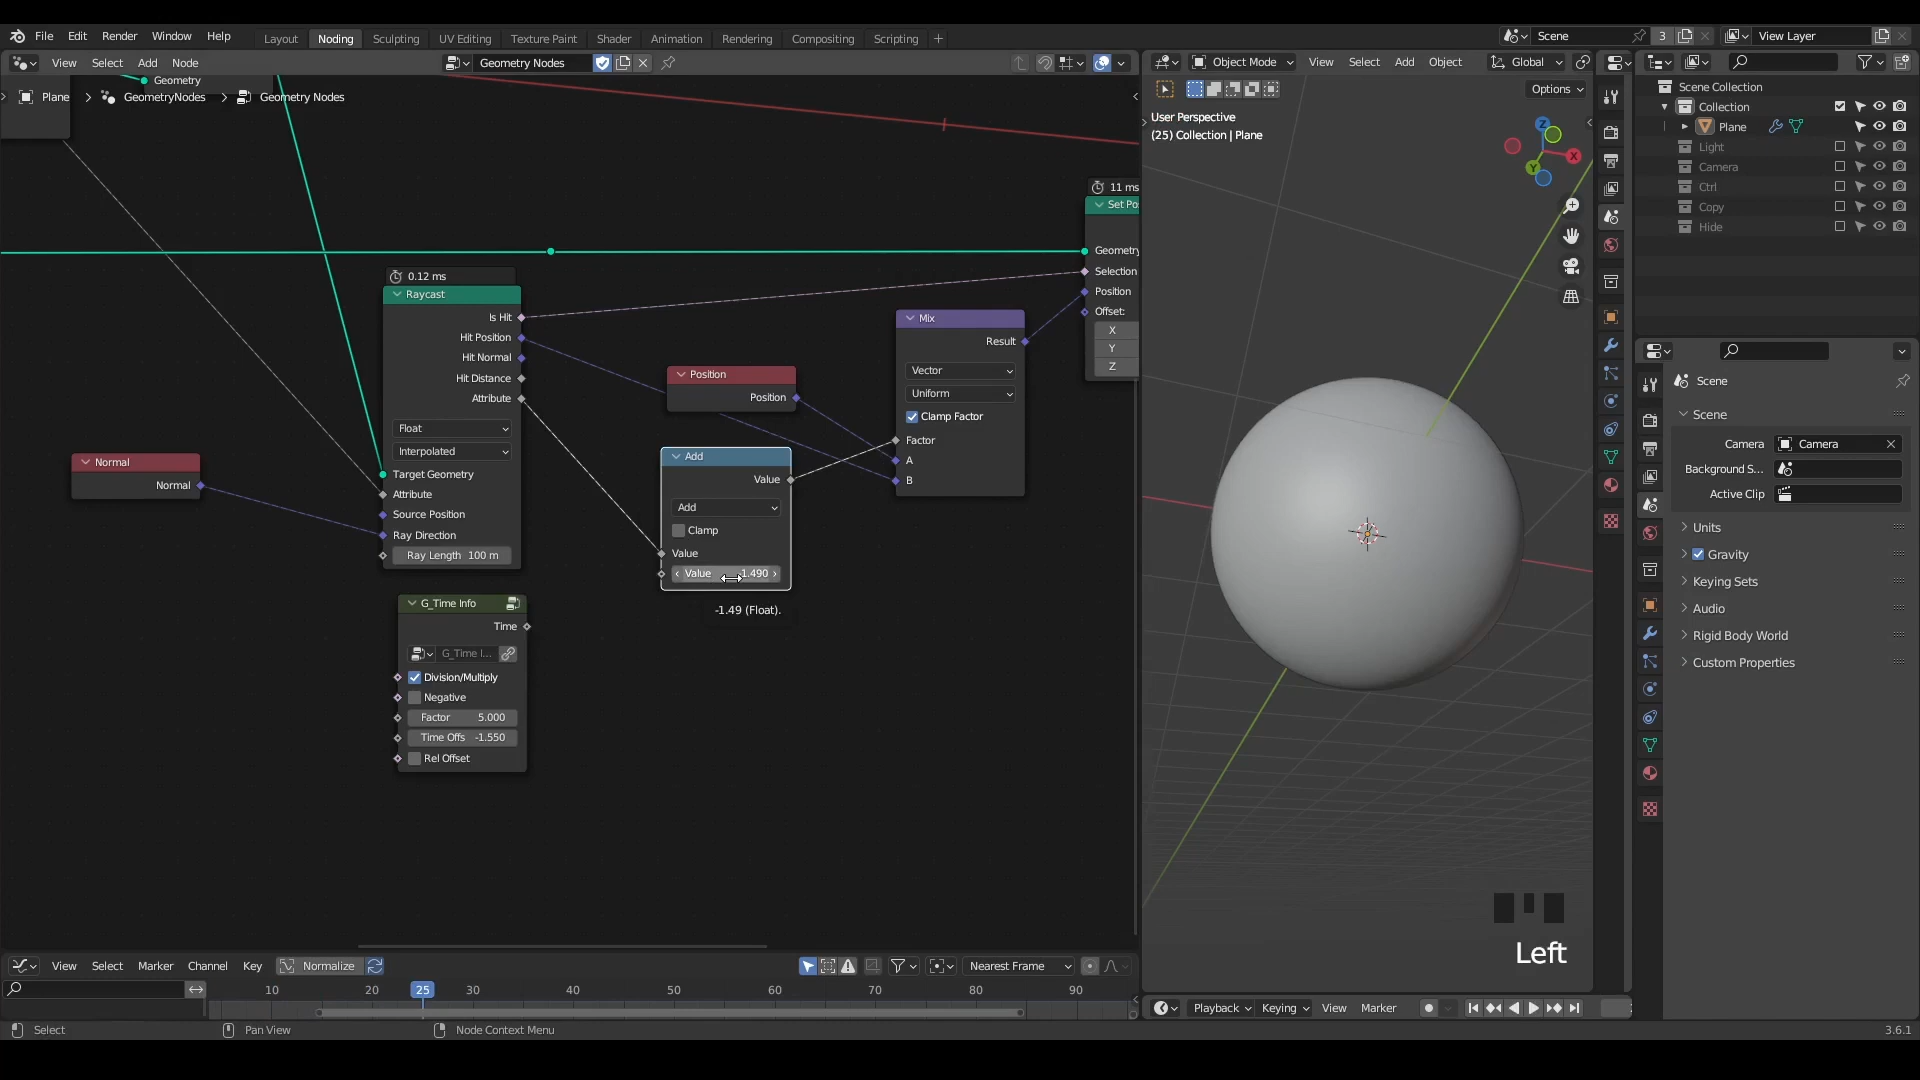 File Edit Render Window Help Layout Noding Sculpting UV Editing Texture Paint Shader Animation Rendering Compositing Scripting + Scene 3 View Layer
View Select Add Node Geometry Nodes
Object Mode View Select Add Object Global
Geometry
Plane > GeometryNodes > Geometry Nodes
Options
User Perspective
(25) Collection | Plane
Z
X
Y
Scene Collection
Collection
Plane
Light
Camera
Ctrl
Copy
Hide
11 ms
Set Po
Geometry
Selection
Position
Offset:
X
Y
Z
0.12 ms
Raycast
Is Hit
Hit Position
Hit Normal
Hit Distance
Attribute
Float
Interpolated
Target Geometry
Attribute
Source Position
Ray Direction
Ray Length 100 m
Normal
Normal
Position
Position
Mix
Result
Vector
Uniform
Clamp Factor
Factor
A
B
Add
Value
Add
Clamp
Value
Value -1.490
-1.49 (Float).
G_Time Info
Time
G_Time I...
Division/Multiply
Negative
Factor 5.000
Time Offs -1.550
Rel Offset
Scene
Scene
Camera Camera
Background S...
Active Clip
Units
Gravity
Keying Sets
Audio
Rigid Body World
Custom Properties
Left
View Select Marker Channel Key Normalize Nearest Frame
10 20 25 30 40 50 60 70 80 90
Playback Keying View Marker
Select Pan View Node Context Menu 3.6.1